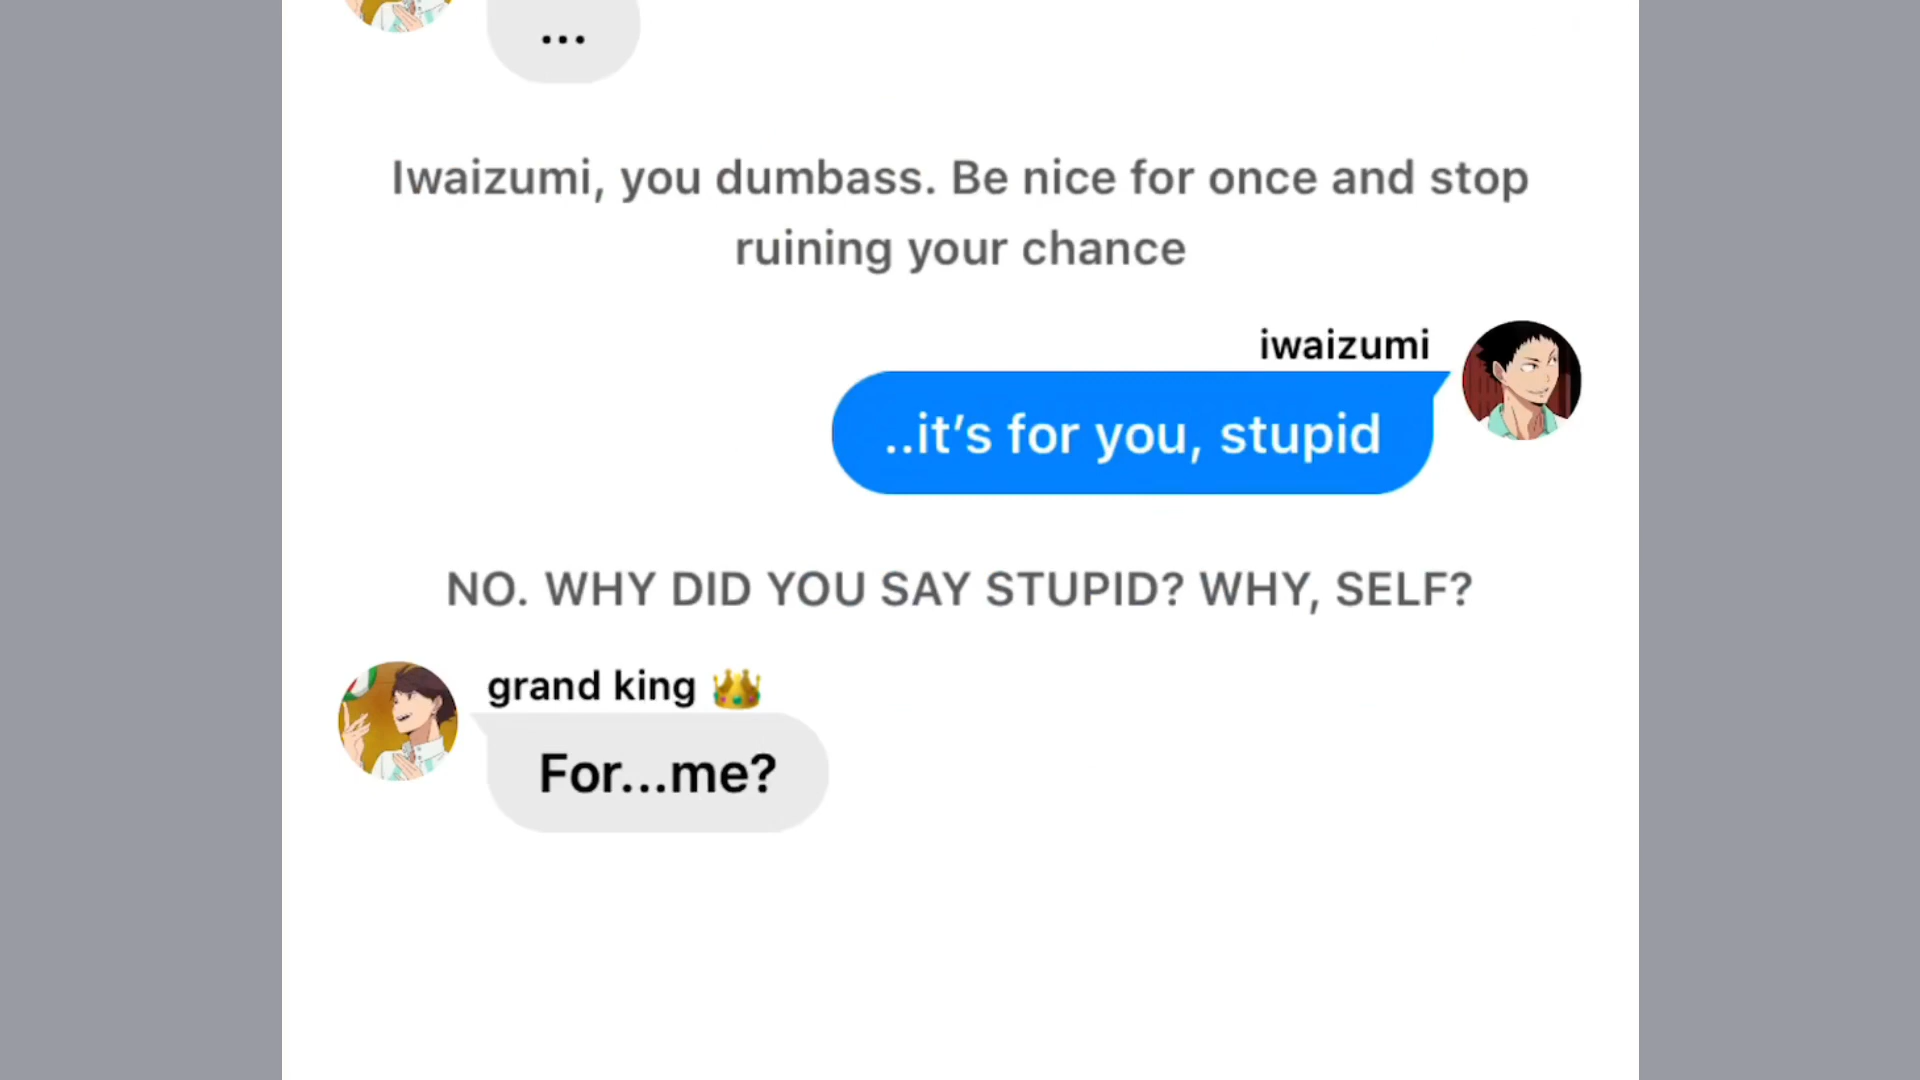 ...
Iwaizumi, you dumbass. Be nice for once and stop
ruining your chance
iwaizumi
..it’s for you, stupid
NO. WHY DID YOU SAY STUPID? WHY, SELF?
grand king 👑
For...me?